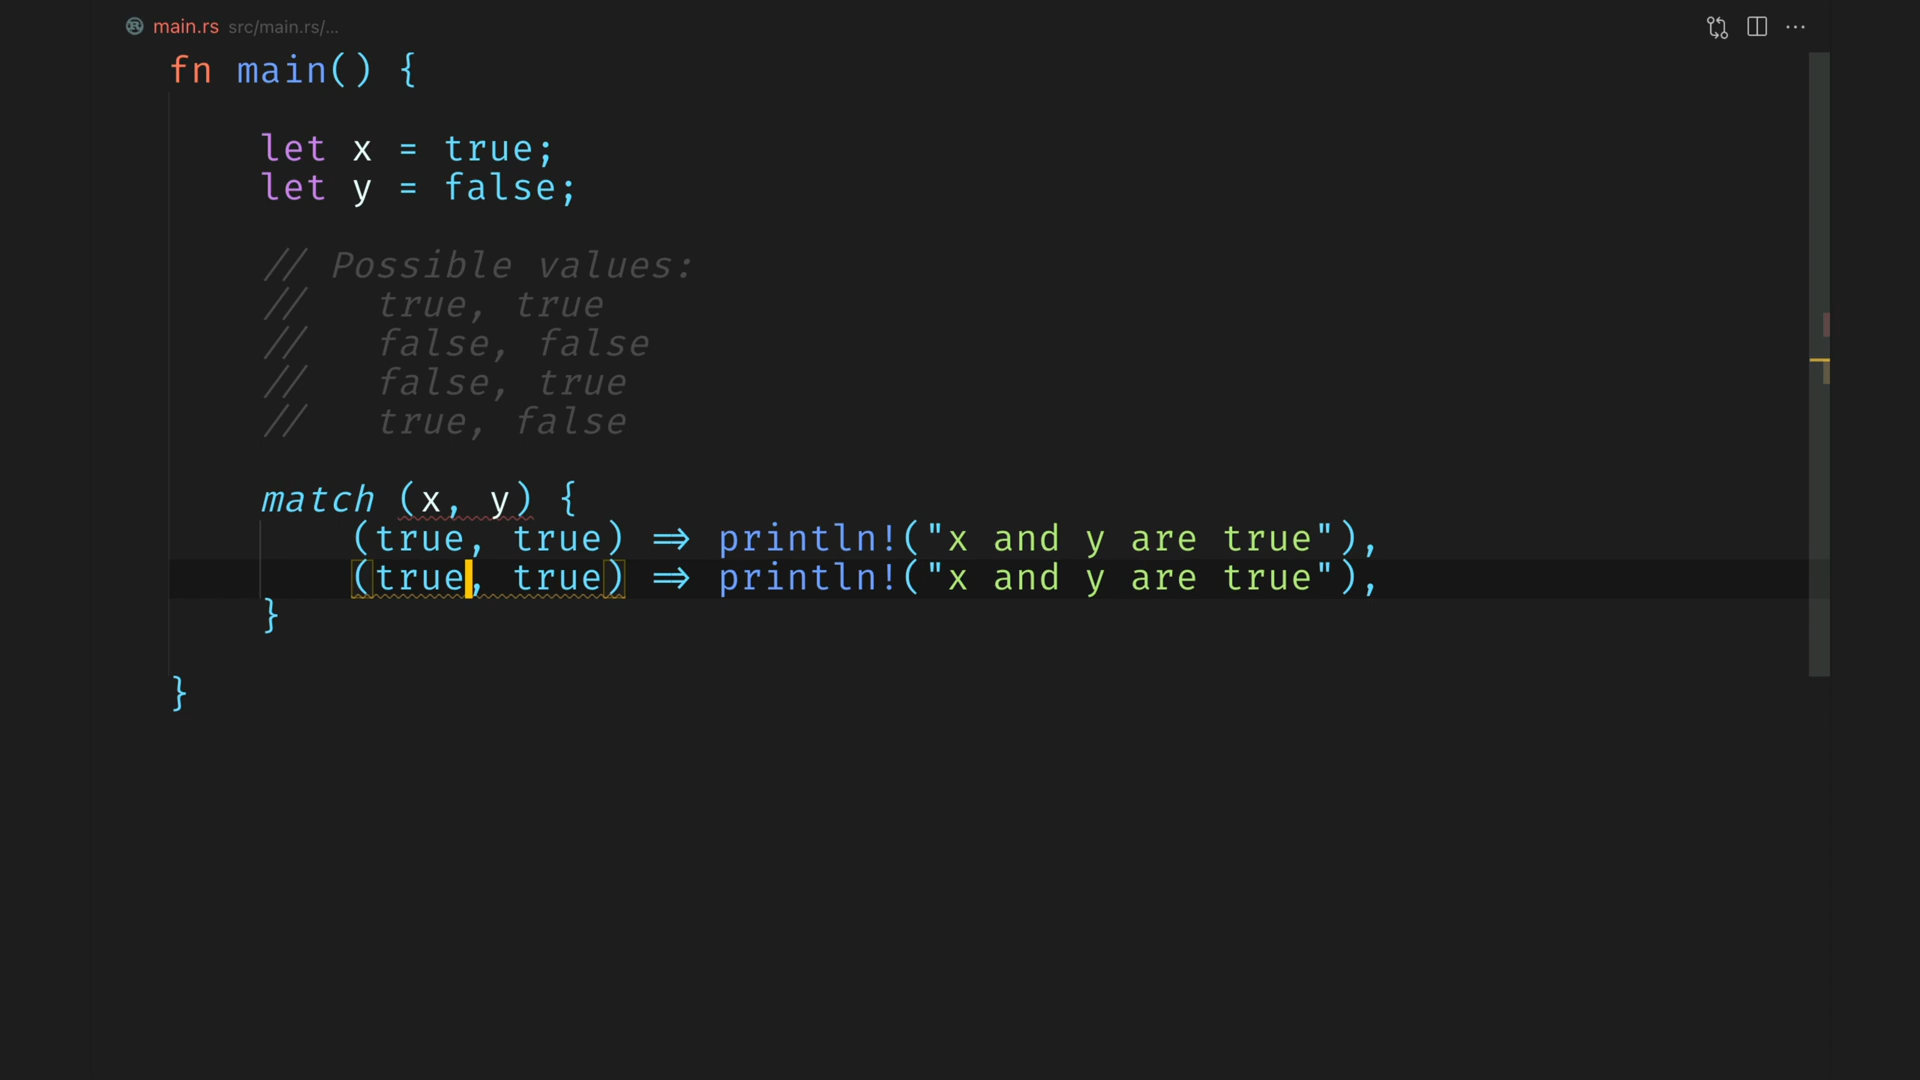 main.rs src/main.rs/...
fn main() {
let x = true;
let y = false;
// Possible values:
// true, true
// false, false
// false, true
// true, false
match (x, y) {
(true, true) => println!("x and y are true"),
(true, true) => println!("x and y are true"),
}
}